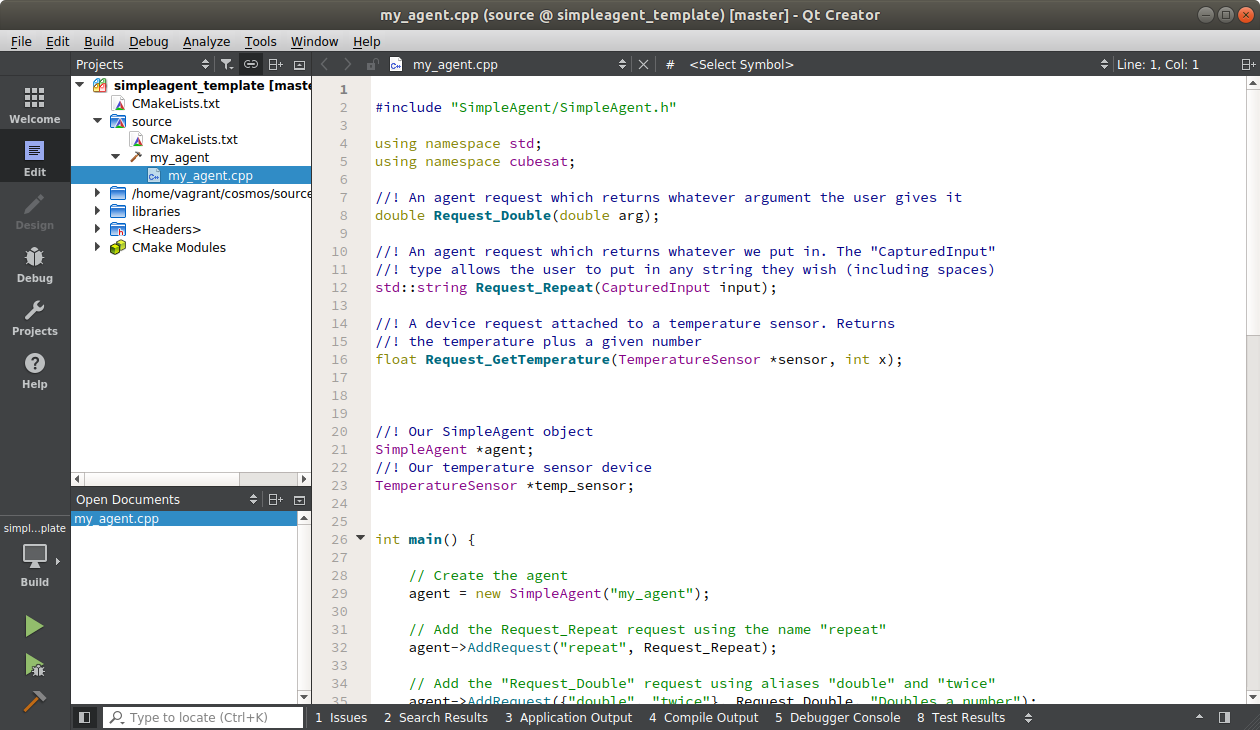 my_agent.cpp (source @ simpleagent_template) [master] - Qt Creator
File Edit Build Debug Analyze Tools Window Help
Projects
my_agent.cpp
# <Select Symbol>
Line: 1, Col: 1
Welcome
Edit
Design
Debug
Projects
Help
simpleagent_template [maste
CMakeLists.txt
source
CMakeLists.txt
my_agent
my_agent.cpp
/home/vagrant/cosmos/source
libraries
<Headers>
CMake Modules
Open Documents
my_agent.cpp
simpl...plate
Build
1
2 #include "SimpleAgent/SimpleAgent.h"
3
4 using namespace std;
5 using namespace cubesat;
6
7 //! An agent request which returns whatever argument the user gives it
8 double Request_Double(double arg);
9
10 //! An agent request which returns whatever we put in. The "CapturedInput"
11 //! type allows the user to put in any string they wish (including spaces)
12 std::string Request_Repeat(CapturedInput input);
13
14 //! A device request attached to a temperature sensor. Returns
15 //! the temperature plus a given number
16 float Request_GetTemperature(TemperatureSensor *sensor, int x);
17
18
19
20 //! Our SimpleAgent object
21 SimpleAgent *agent;
22 //! Our temperature sensor device
23 TemperatureSensor *temp_sensor;
24
25
26 int main() {
27
28 // Create the agent
29 agent = new SimpleAgent("my_agent");
30
31 // Add the Request_Repeat request using the name "repeat"
32 agent->AddRequest("repeat", Request_Repeat);
33
34 // Add the "Request_Double" request using aliases "double" and "twice"
35 agent->AddRequest({"double", "twice"}, Request_Double, "Doubles a number");
Type to locate (Ctrl+K)
1 Issues 2 Search Results 3 Application Output 4 Compile Output 5 Debugger Console 8 Test Results